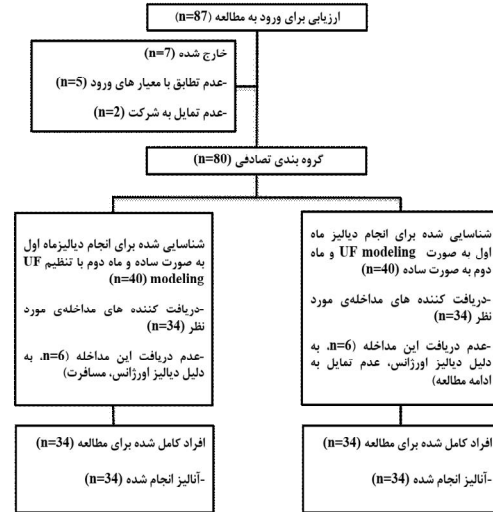 ارزیابی برای ورود به مطالعه (n=87)
خارج شده (n=7)
-عدم تطابق با معیار های ورود (n=5)
-عدم تمایل به شرکت (n=2)
گروه بندی تصادفی (n=80)
شناسایی شده برای انجام دیالیز ماه
اول به صورت UF modeling و ماه
دوم به صورت ساده (n=40)
-دریافت کننده های مداخله‌ی مورد
نظر (n=34)
-عدم دریافت این مداخله (n=6، به
دلیل دیالیز اورژانس، عدم تمایل به
ادامه مطالعه)
شناسایی شده برای انجام دیالیزماه اول
به صورت ساده و ماه دوم با تنظیم UF
modeling (n=40)
-دریافت کننده های مداخله‌ی مورد
نظر (n=34)
-عدم دریافت این مداخله (n=6، به
دلیل دیالیز اورژانس، مسافرت)
افراد کامل شده برای مطالعه (n=34)
-آنالیز انجام شده (n=34)
افراد کامل شده برای مطالعه (n=34)
-آنالیز انجام شده (n=34)